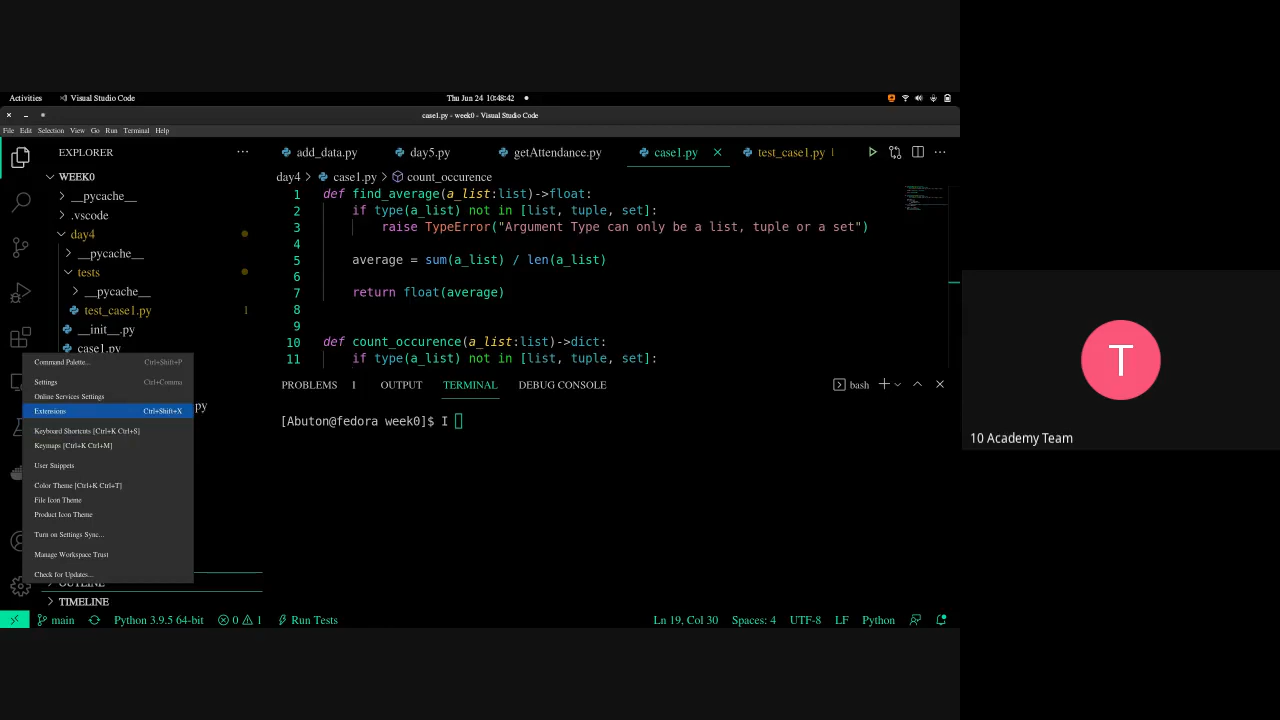 Activities Visual Studio Code Thu Jun 24 10:48:42
case1.py - week0 - Visual Studio Code
File Edit Selection View Go Run Terminal Help
EXPLORER
WEEK0
__pycache__
.vscode
day4
__pycache__
tests
__pycache__
test_case1.py 1
__init__.py
case1.py
py
Command Palette... Ctrl+Shift+P
Settings Ctrl+Comma
Online Services Settings
Extensions Ctrl+Shift+X
Keyboard Shortcuts [Ctrl+K Ctrl+S]
Keymaps [Ctrl+K Ctrl+M]
User Snippets
Color Theme [Ctrl+K Ctrl+T]
File Icon Theme
Product Icon Theme
Turn on Settings Sync...
Manage Workspace Trust
Check for Updates...
OUTLINE
TIMELINE
add_data.py day5.py getAttendance.py case1.py test_case1.py 1
day4 > case1.py > count_occurence
1 def find_average(a_list:list)->float:
2 if type(a_list) not in [list, tuple, set]:
3 raise TypeError("Argument Type can only be a list, tuple or a set")
4
5 average = sum(a_list) / len(a_list)
6
7 return float(average)
8
9
10 def count_occurence(a_list:list)->dict:
11 if type(a_list) not in [list, tuple, set]:
PROBLEMS 1 OUTPUT TERMINAL DEBUG CONSOLE bash
[Abuton@fedora week0]$ I
main Python 3.9.5 64-bit 0 1 Run Tests Ln 19, Col 30 Spaces: 4 UTF-8 LF Python
T
10 Academy Team